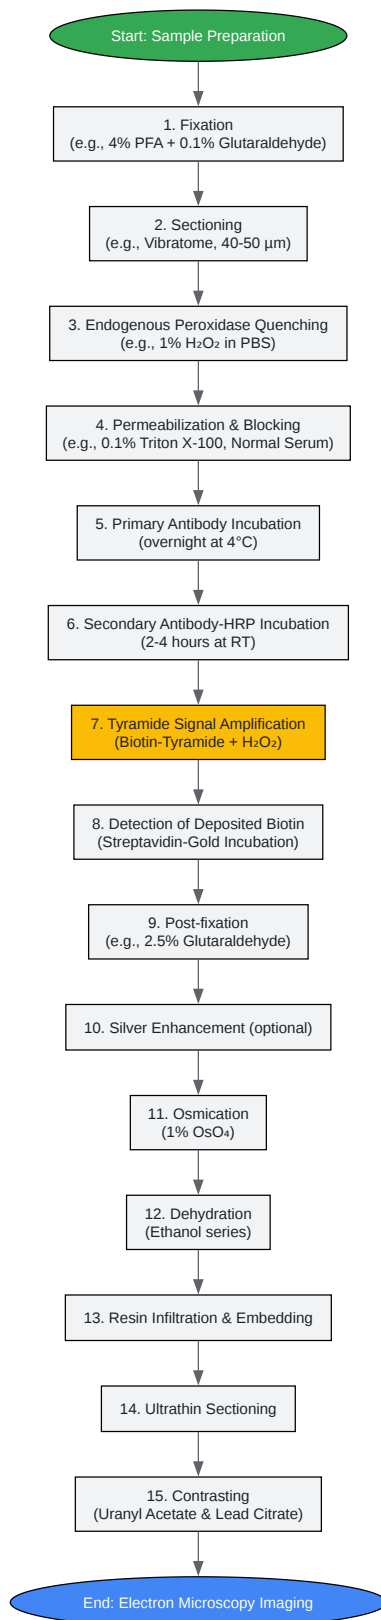 Start: Sample Preparation
1. Fixation
(e.g., 4% PFA + 0.1% Glutaraldehyde)
2. Sectioning
(e.g., Vibratome, 40-50 µm)
3. Endogenous Peroxidase Quenching
(e.g., 1% H₂O₂ in PBS)
4. Permeabilization & Blocking
(e.g., 0.1% Triton X-100, Normal Serum)
5. Primary Antibody Incubation
(overnight at 4°C)
6. Secondary Antibody-HRP Incubation
(2-4 hours at RT)
7. Tyramide Signal Amplification
(Biotin-Tyramide + H₂O₂)
8. Detection of Deposited Biotin
(Streptavidin-Gold Incubation)
9. Post-fixation
(e.g., 2.5% Glutaraldehyde)
10. Silver Enhancement (optional)
11. Osmication
(1% OsO₄)
12. Dehydration
(Ethanol series)
13. Resin Infiltration & Embedding
14. Ultrathin Sectioning
15. Contrasting
(Uranyl Acetate & Lead Citrate)
End: Electron Microscopy Imaging